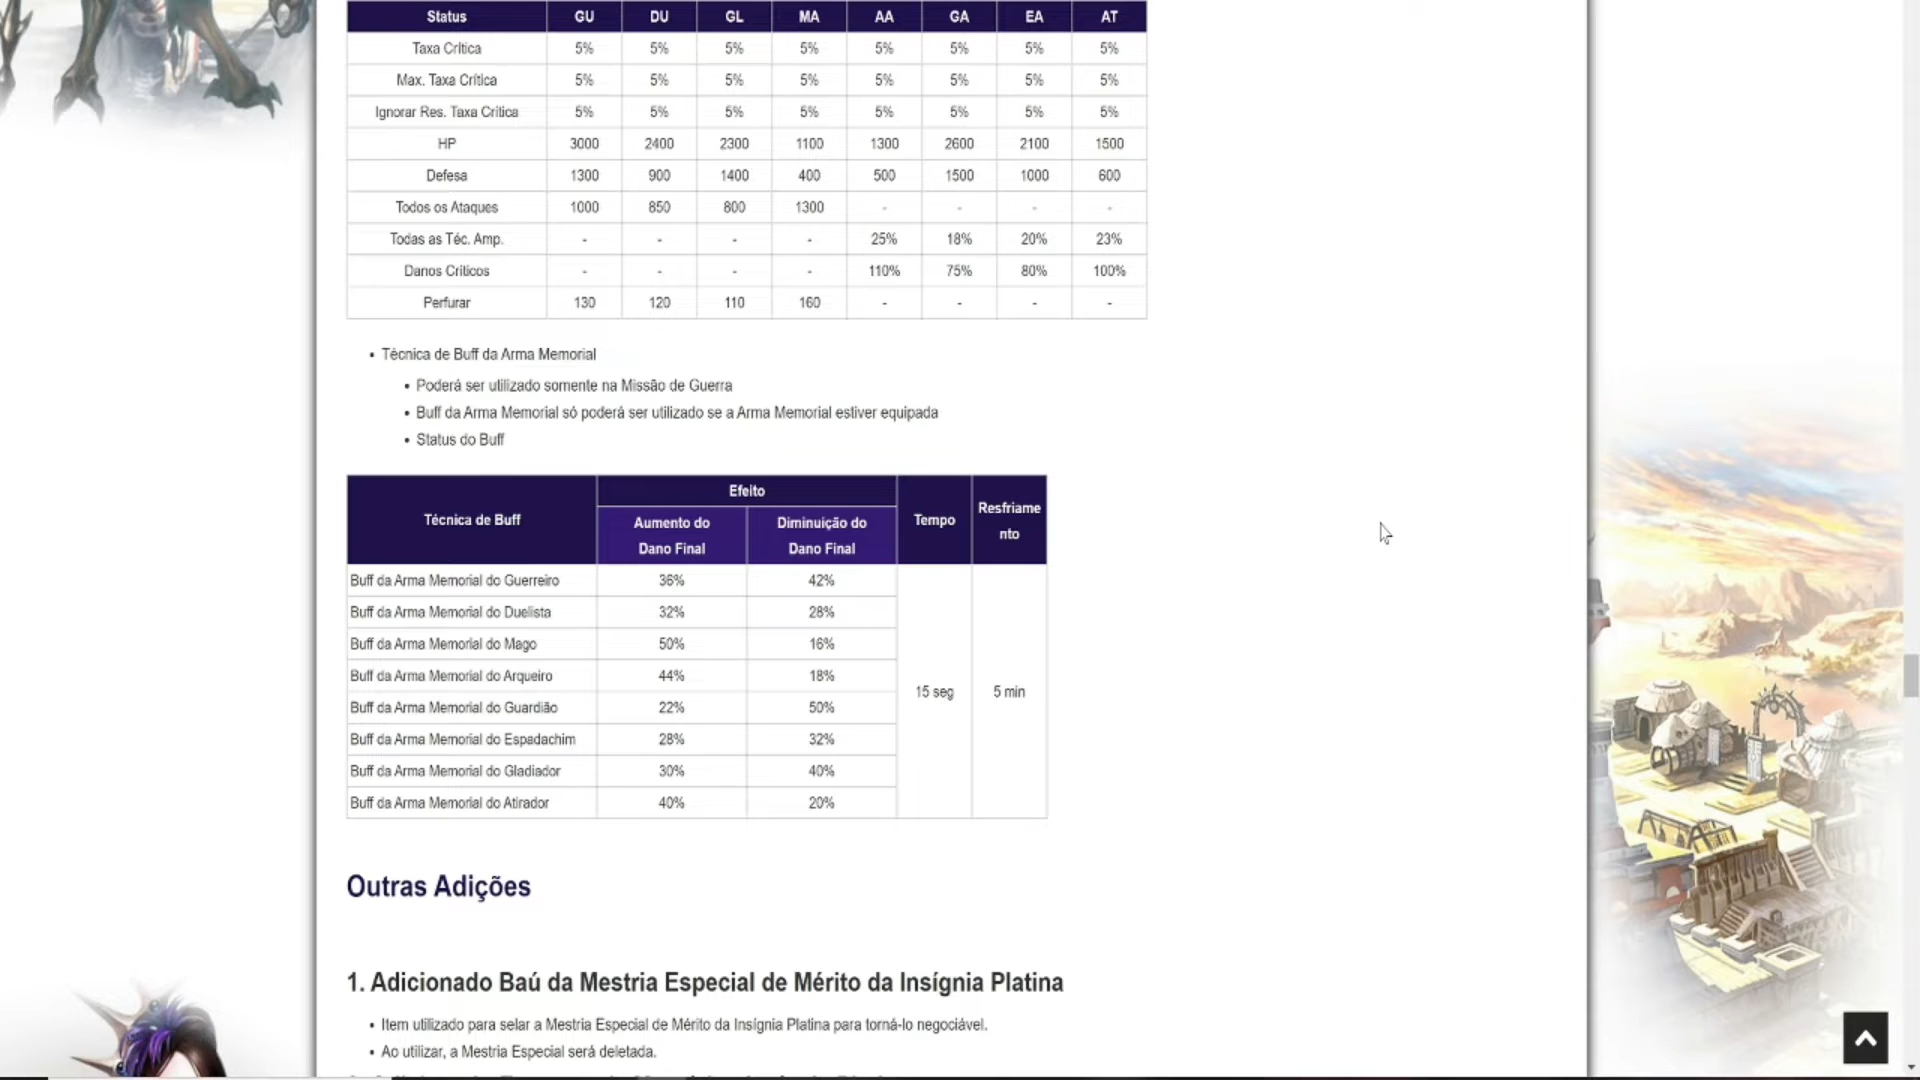 Status GU DU GL MA AA GA EA AT
Taxa Crítica 5% 5% 5% 5% 5% 5% 5% 5%
Max. Taxa Crítica 5% 5% 5% 5% 5% 5% 5% 5%
Ignorar Res. Taxa Crítica 5% 5% 5% 5% 5% 5% 5% 5%
HP 3000 2400 2300 1100 1300 2600 2100 1500
Defesa 1300 900 1400 400 500 1500 1000 600
Todos os Ataques 1000 850 800 1300 - - - -
Todas as Téc. Amp. - - - - 25% 18% 20% 23%
Danos Críticos - - - - 110% 75% 80% 100%
Perfurar 130 120 110 160 - - - -
• Técnica de Buff da Arma Memorial
• Poderá ser utilizado somente na Missão de Guerra
• Buff da Arma Memorial só poderá ser utilizado se a Arma Memorial estiver equipada
• Status do Buff
Técnica de Buff Efeito Tempo Resfriame
nto
Aumento do Diminuição do
Dano Final Dano Final
Buff da Arma Memorial do Guerreiro 36% 42%
Buff da Arma Memorial do Duelista 32% 28%
Buff da Arma Memorial do Mago 50% 16%
Buff da Arma Memorial do Arqueiro 44% 18%
15 seg 5 min
Buff da Arma Memorial do Guardião 22% 50%
Buff da Arma Memorial do Espadachim 28% 32%
Buff da Arma Memorial do Gladiador 30% 40%
Buff da Arma Memorial do Atirador 40% 20%
Outras Adições
1. Adicionado Baú da Mestria Especial de Mérito da Insígnia Platina
• Item utilizado para selar a Mestria Especial de Mérito da Insígnia Platina para torná-lo negociável.
• Ao utilizar, a Mestria Especial será deletada.